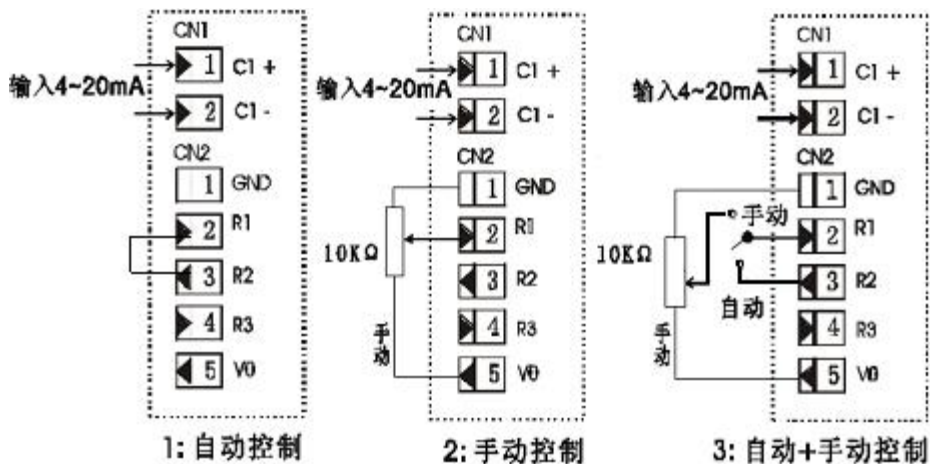 CN1
输入4~20mA
1 C1 +
2 C1 -
CN2
1 GND
2 R1
3 R2
4 R3
5 V0
1: 自动控制
CN1
输入4~20mA
1 C1 +
2 C1 -
CN2
1 GND
2 R1
3 R2
4 R3
5 V0
10KΩ
手动
2: 手动控制
CN1
输入4~20mA
1 C1 +
2 C1 -
CN2
1 GND
手动
2 R1
10KΩ
3 R2
自动
4 R3
手动
5 V0
3: 自动+手动控制